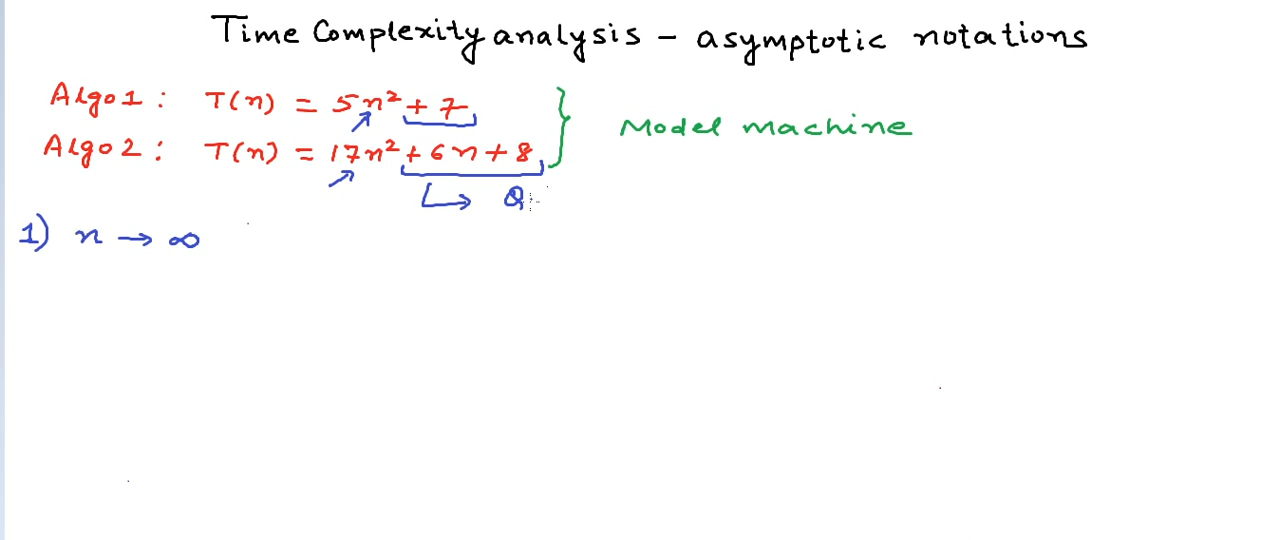 Time Complexity analysis - asymptotic notations
Algo1: T(n) = 5n² + 7
Model machine
Algo2: T(n) = 17n² + 6n + 8
1) n → ∞